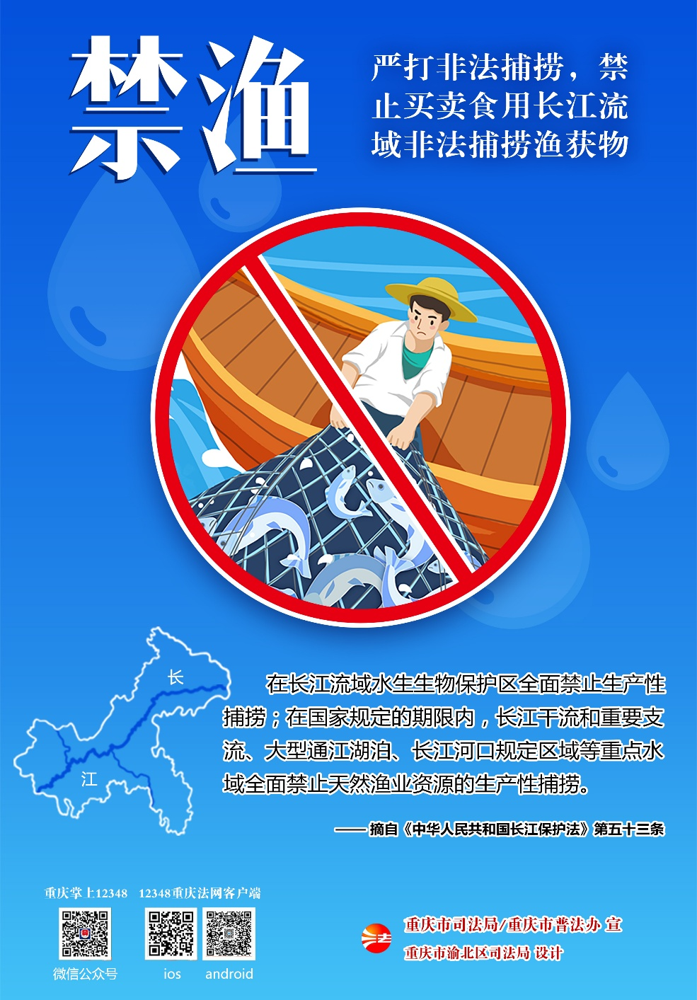 禁渔
严打非法捕捞，禁
止买卖食用长江流
域非法捕捞渔获物
长
江
在长江流域水生生物保护区全面禁止生产性
捕捞；在国家规定的期限内，长江干流和重要支
流、大型通江湖泊、长江河口规定区域等重点水
域全面禁止天然渔业资源的生产性捕捞。
—— 摘自《中华人民共和国长江保护法》第五十三条
重庆掌上12348 12348重庆法网客户端
微信公众号 ios android
重庆市司法局/重庆市普法办 宣
重庆市渝北区司法局 设计